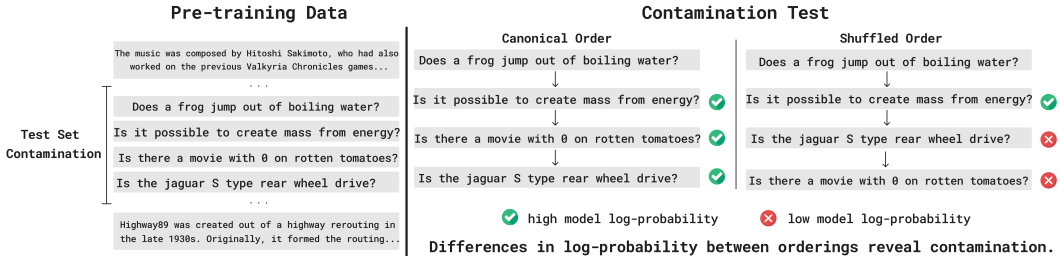 Pre-training Data
The music was composed by Hitoshi Sakimoto, who had also
worked on the previous Valkyria Chronicles games...
...
Test Set
Contamination
Does a frog jump out of boiling water?
Is it possible to create mass from energy?
Is there a movie with 0 on rotten tomatoes?
Is the jaguar S type rear wheel drive?
...
Highway89 was created out of a highway rerouting in
the late 1930s. Originally, it formed the routing...
Contamination Test
Canonical Order
Does a frog jump out of boiling water?
Is it possible to create mass from energy?
Is there a movie with 0 on rotten tomatoes?
Is the jaguar S type rear wheel drive?
Shuffled Order
Does a frog jump out of boiling water?
Is it possible to create mass from energy?
Is the jaguar S type rear wheel drive?
Is there a movie with 0 on rotten tomatoes?
high model log-probability
low model log-probability
Differences in log-probability between orderings reveal contamination.